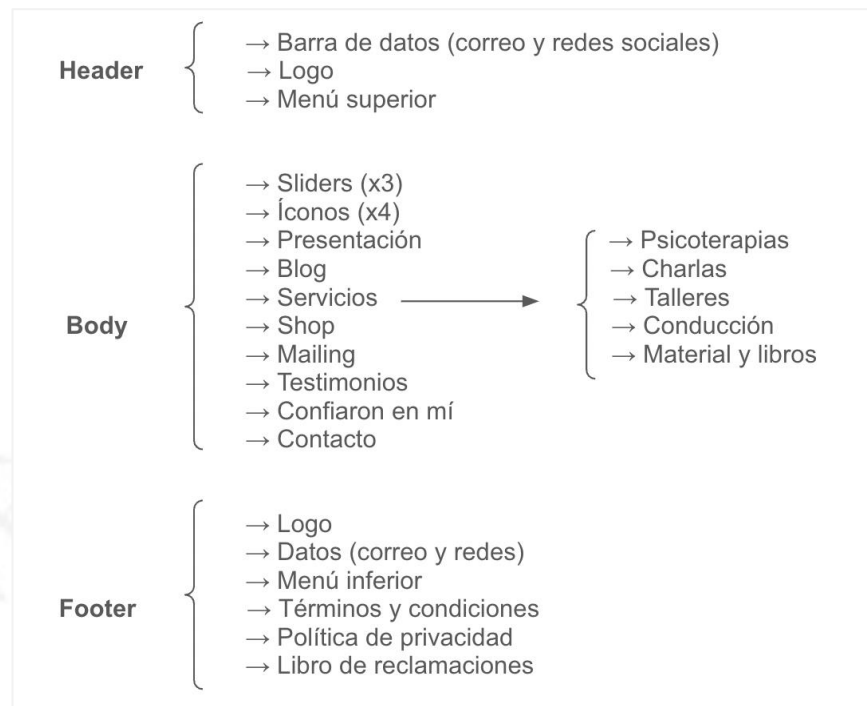 Header
→ Barra de datos (correo y redes sociales)
→ Logo
→ Menú superior
Body
→ Sliders (x3)
→ Íconos (x4)
→ Presentación
→ Blog
→ Servicios
→ Shop
→ Mailing
→ Testimonios
→ Confiaron en mí
→ Contacto
→ Psicoterapias
→ Charlas
→ Talleres
→ Conducción
→ Material y libros
Footer
→ Logo
→ Datos (correo y redes)
→ Menú inferior
→ Términos y condiciones
→ Política de privacidad
→ Libro de reclamaciones